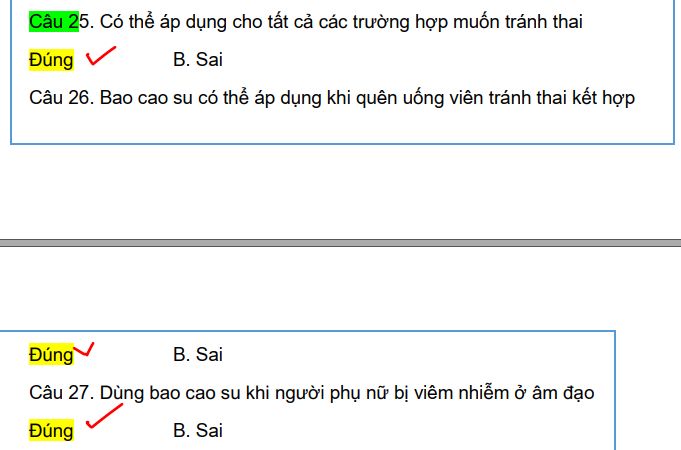 Câu 25. Có thể áp dụng cho tất cả các trường hợp muốn tránh thai
Đúng B. Sai
Câu 26. Bao cao su có thể áp dụng khi quên uống viên tránh thai kết hợp
Đúng B. Sai
Câu 27. Dùng bao cao su khi người phụ nữ bị viêm nhiễm ở âm đạo
Đúng B. Sai